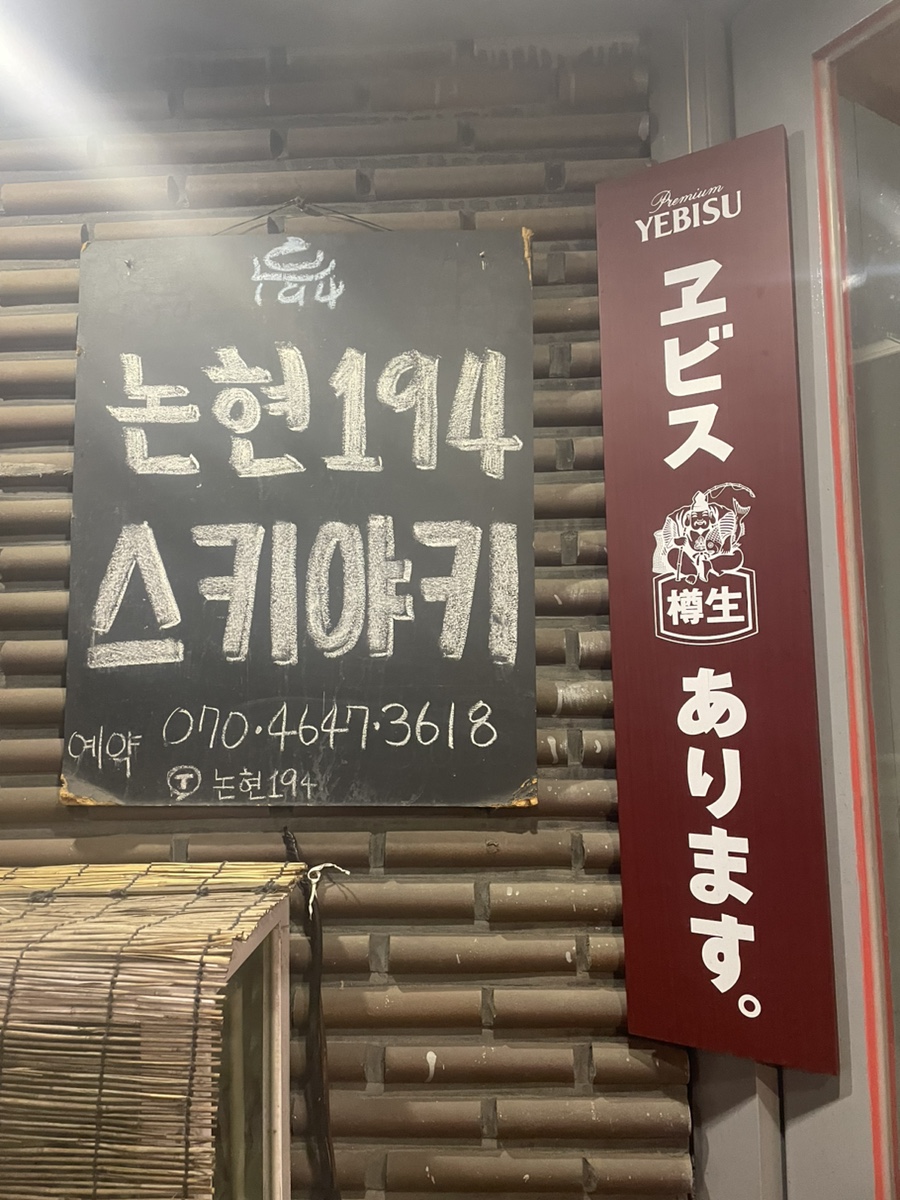 194
논현194
스키야키
예약 070·4647·3618
T 논현194
Premium
YEBISU
ヱビス
樽生
あります。